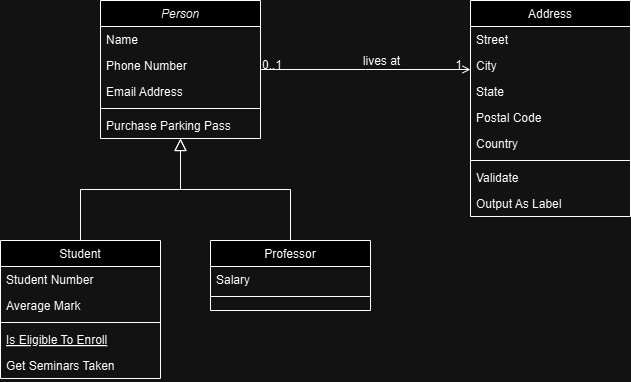 Person
Name
Phone Number
Email Address
Purchase Parking Pass
0..1
lives at
1
Address
Street
City
State
Postal Code
Country
Validate
Output As Label
Student
Student Number
Average Mark
Is Eligible To Enroll
Get Seminars Taken
Professor
Salary